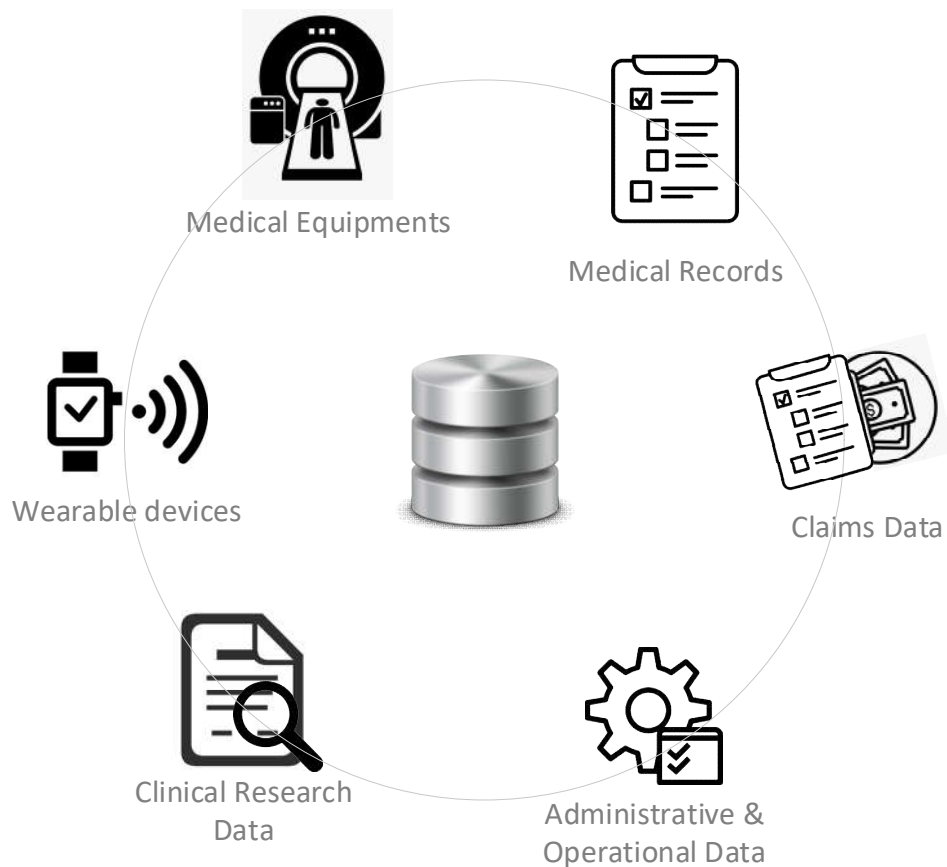 Medical Equipments
Medical Records
Wearable devices
Claims Data
Clinical Research
Data
Administrative &
Operational Data